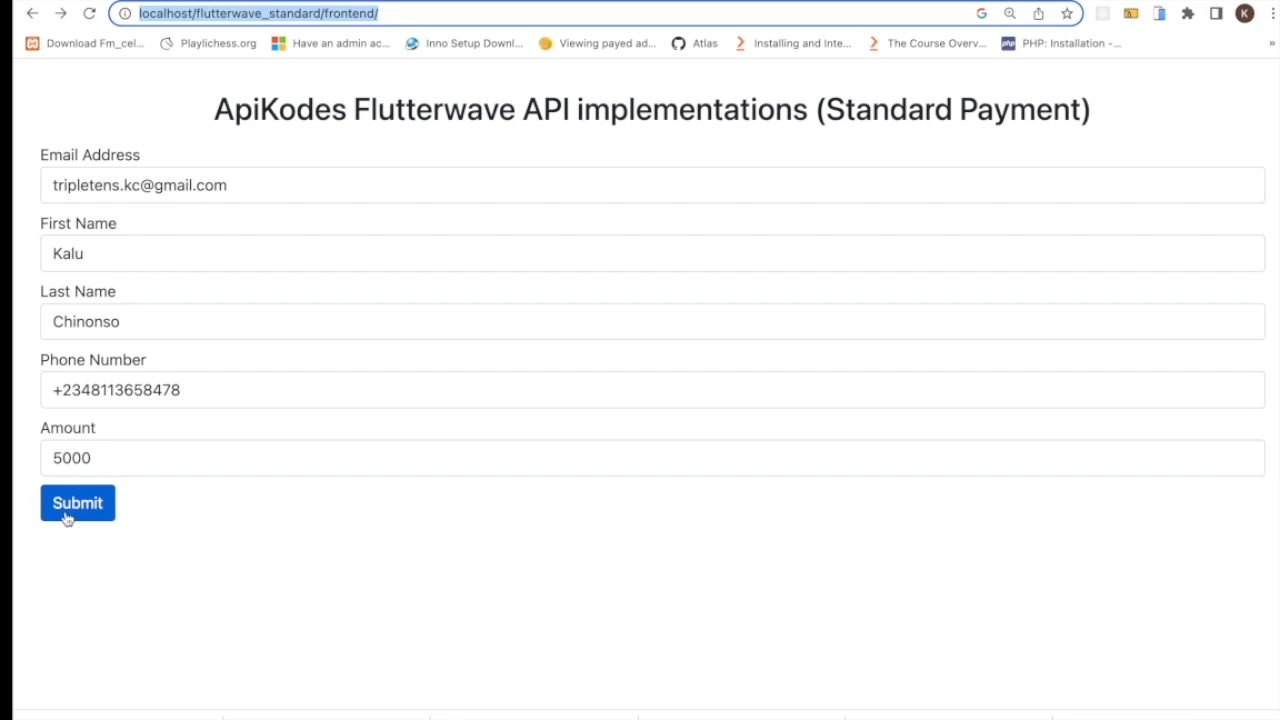 localhost/flutterwave_standard/frontend/
K
Download Fm_cel... Playlichess.org Have an admin ac... Inno Setup Downl... Viewing payed ad... Atlas Installing and Inte... The Course Overv... php PHP: Installation -... »
ApiKodes Flutterwave API implementations (Standard Payment)
Email Address
tripletens.kc@gmail.com
First Name
Kalu
Last Name
Chinonso
Phone Number
+2348113658478
Amount
5000
Submit